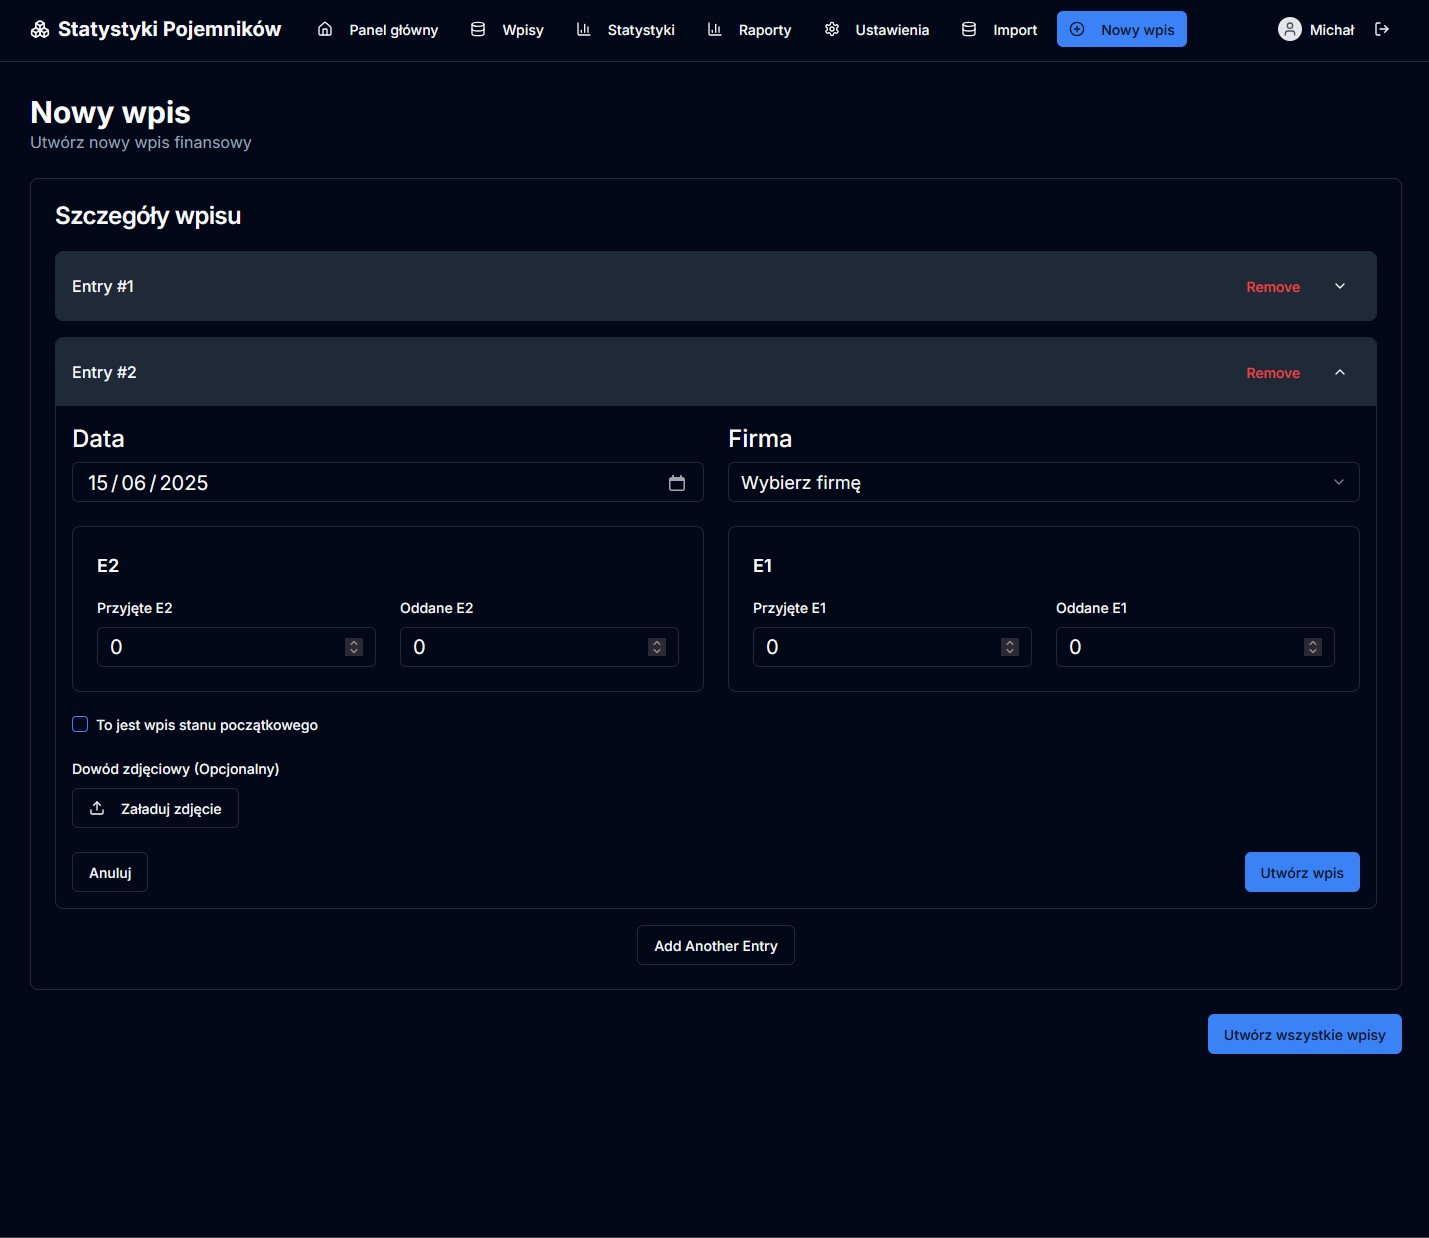 Statystyki Pojemników Panel główny Wpisy Statystyki Raporty Ustawienia Import Nowy wpis Michał
Nowy wpis
Utwórz nowy wpis finansowy
Szczegóły wpisu
Entry #1 Remove
Entry #2 Remove
Data Firma
15/06/2025 Wybierz firmę
E2 E1
Przyjęte E2 Oddane E2 Przyjęte E1 Oddane E1
0 0 0 0
To jest wpis stanu początkowego
Dowód zdjęciowy (Opcjonalny)
Załaduj zdjęcie
Anuluj Utwórz wpis
Add Another Entry
Utwórz wszystkie wpisy